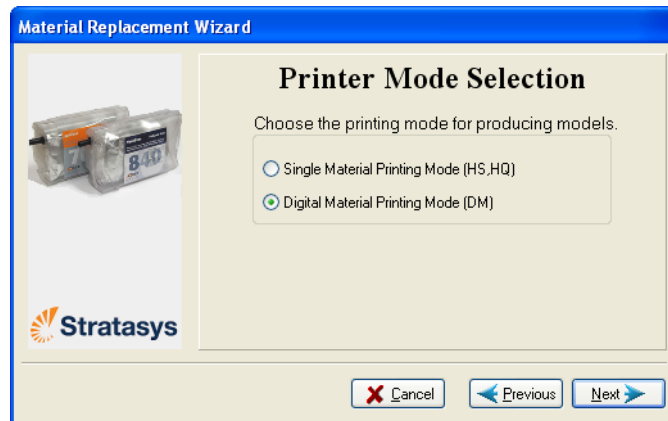 Material Replacement Wizard
Printer Mode Selection
Choose the printing mode for producing models.
Single Material Printing Mode (HS,HQ)
Digital Material Printing Mode (DM)
840
Stratasys
Cancel
Previous
Next